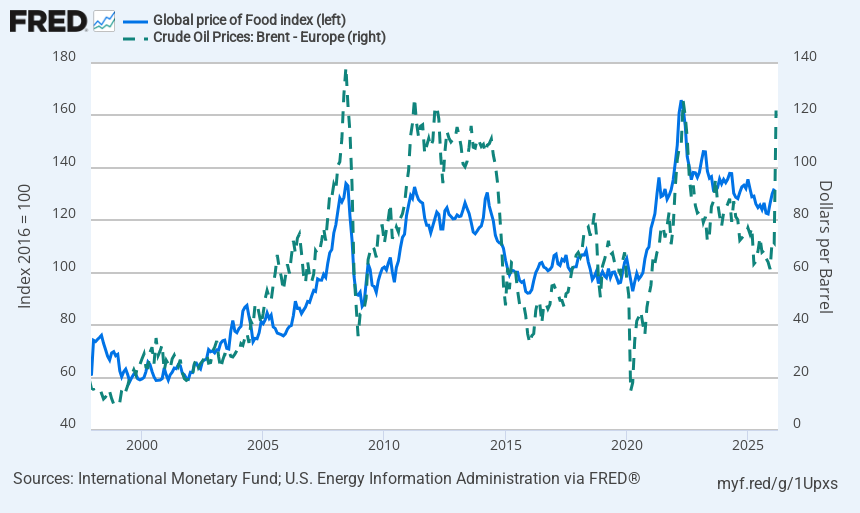 FRED
Global price of Food index (left)
Crude Oil Prices: Brent - Europe (right)
180 140
160 120
140 100
120 80
100 60
80 40
60 20
40 0
Index 2016 = 100
Dollars per Barrel
2000 2005 2010 2015 2020 2025
Sources: International Monetary Fund; U.S. Energy Information Administration via FRED®
myf.red/g/1Upxs